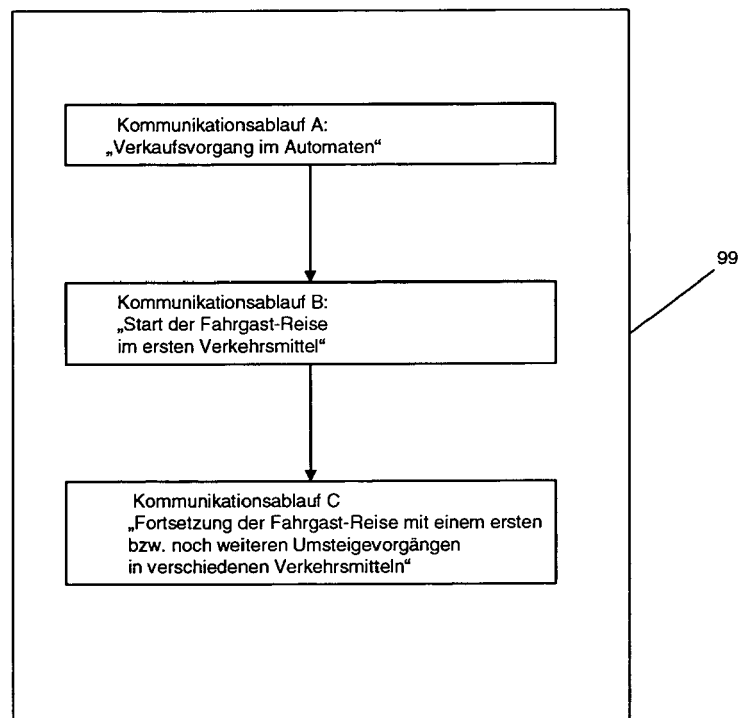 Kommunikationsablauf A:
„Verkaufsvorgang im Automaten“
99
Kommunikationsablauf B:
„Start der Fahrgast-Reise
im ersten Verkehrsmittel“
Kommunikationsablauf C
„Fortsetzung der Fahrgast-Reise mit einem ersten
bzw. noch weiteren Umsteigevorgängen
in verschiedenen Verkehrsmitteln“